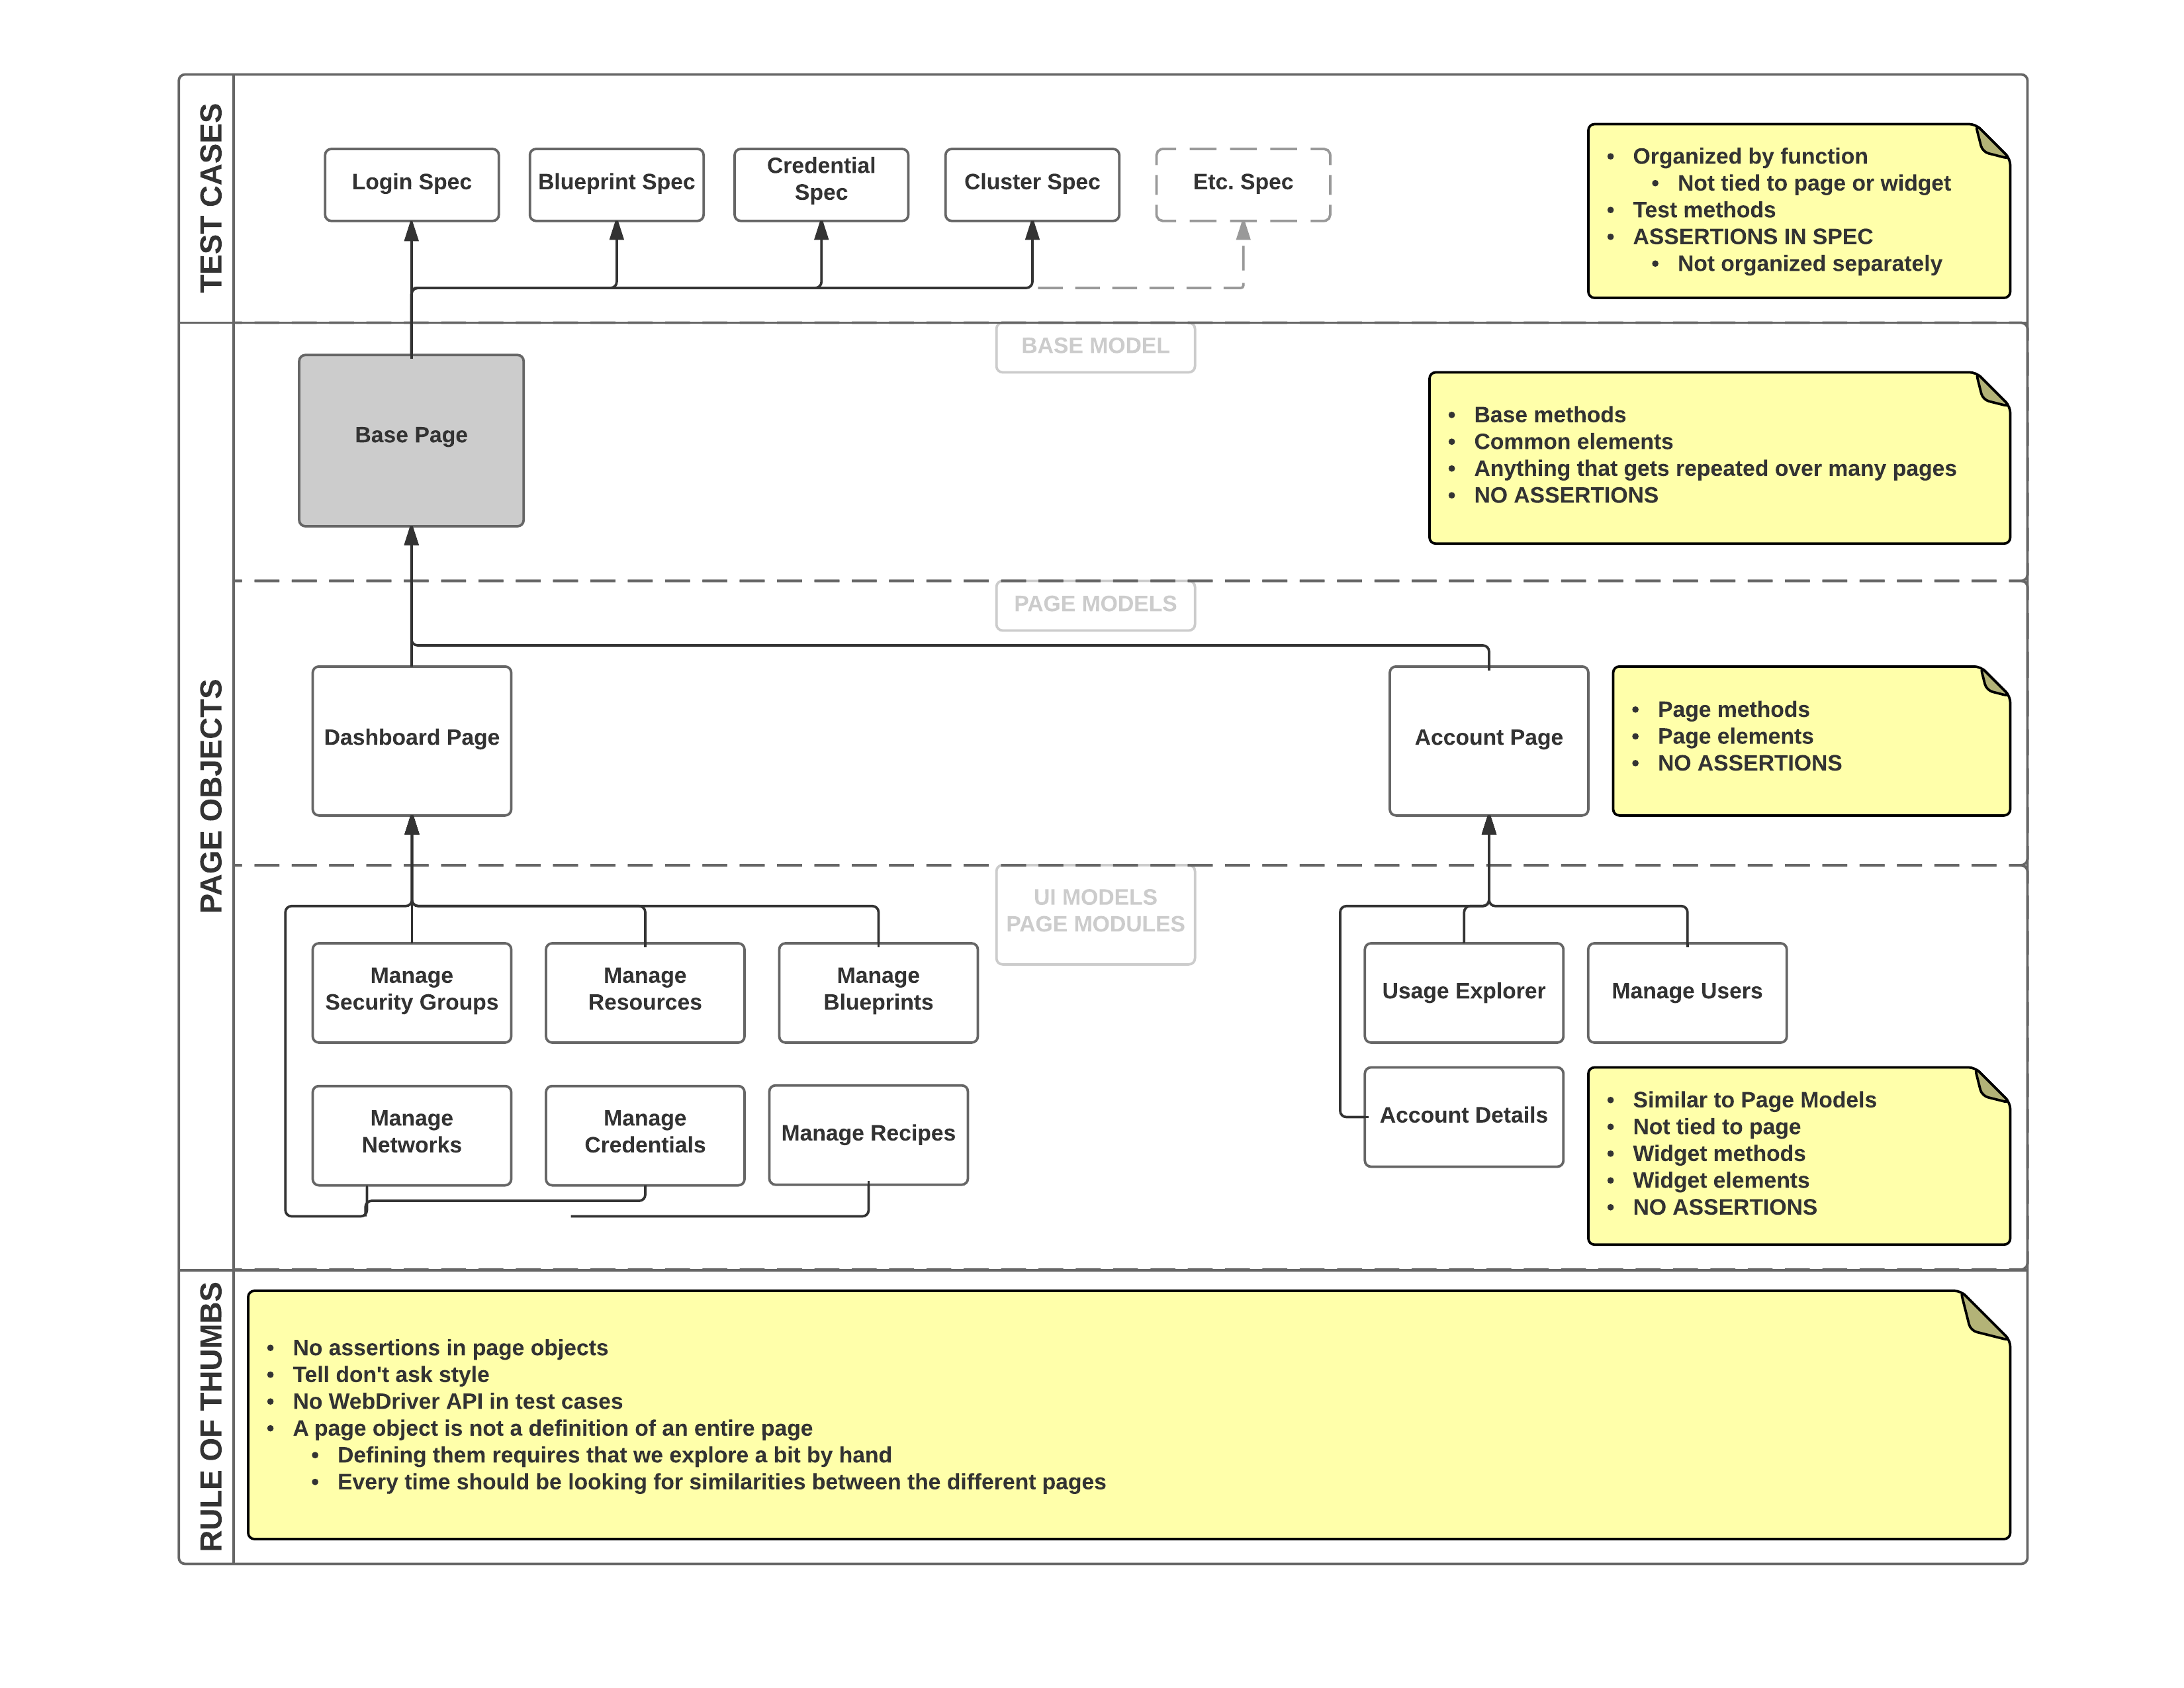 TEST CASES
Login Spec
Blueprint Spec
Credential
Spec
Cluster Spec
Etc. Spec
• Organized by function
• Not tied to page or widget
• Test methods
• ASSERTIONS IN SPEC
• Not organized separately
PAGE OBJECTS
BASE MODEL
Base Page
• Base methods
• Common elements
• Anything that gets repeated over many pages
• NO ASSERTIONS
PAGE MODELS
Dashboard Page
Account Page
• Page methods
• Page elements
• NO ASSERTIONS
UI MODELS
PAGE MODULES
Manage
Security Groups
Manage
Resources
Manage
Blueprints
Usage Explorer
Manage Users
Manage
Networks
Manage
Credentials
Manage Recipes
Account Details
• Similar to Page Models
• Not tied to page
• Widget methods
• Widget elements
• NO ASSERTIONS
RULE OF THUMBS
• No assertions in page objects
• Tell don't ask style
• No WebDriver API in test cases
• A page object is not a definition of an entire page
• Defining them requires that we explore a bit by hand
• Every time should be looking for similarities between the different pages